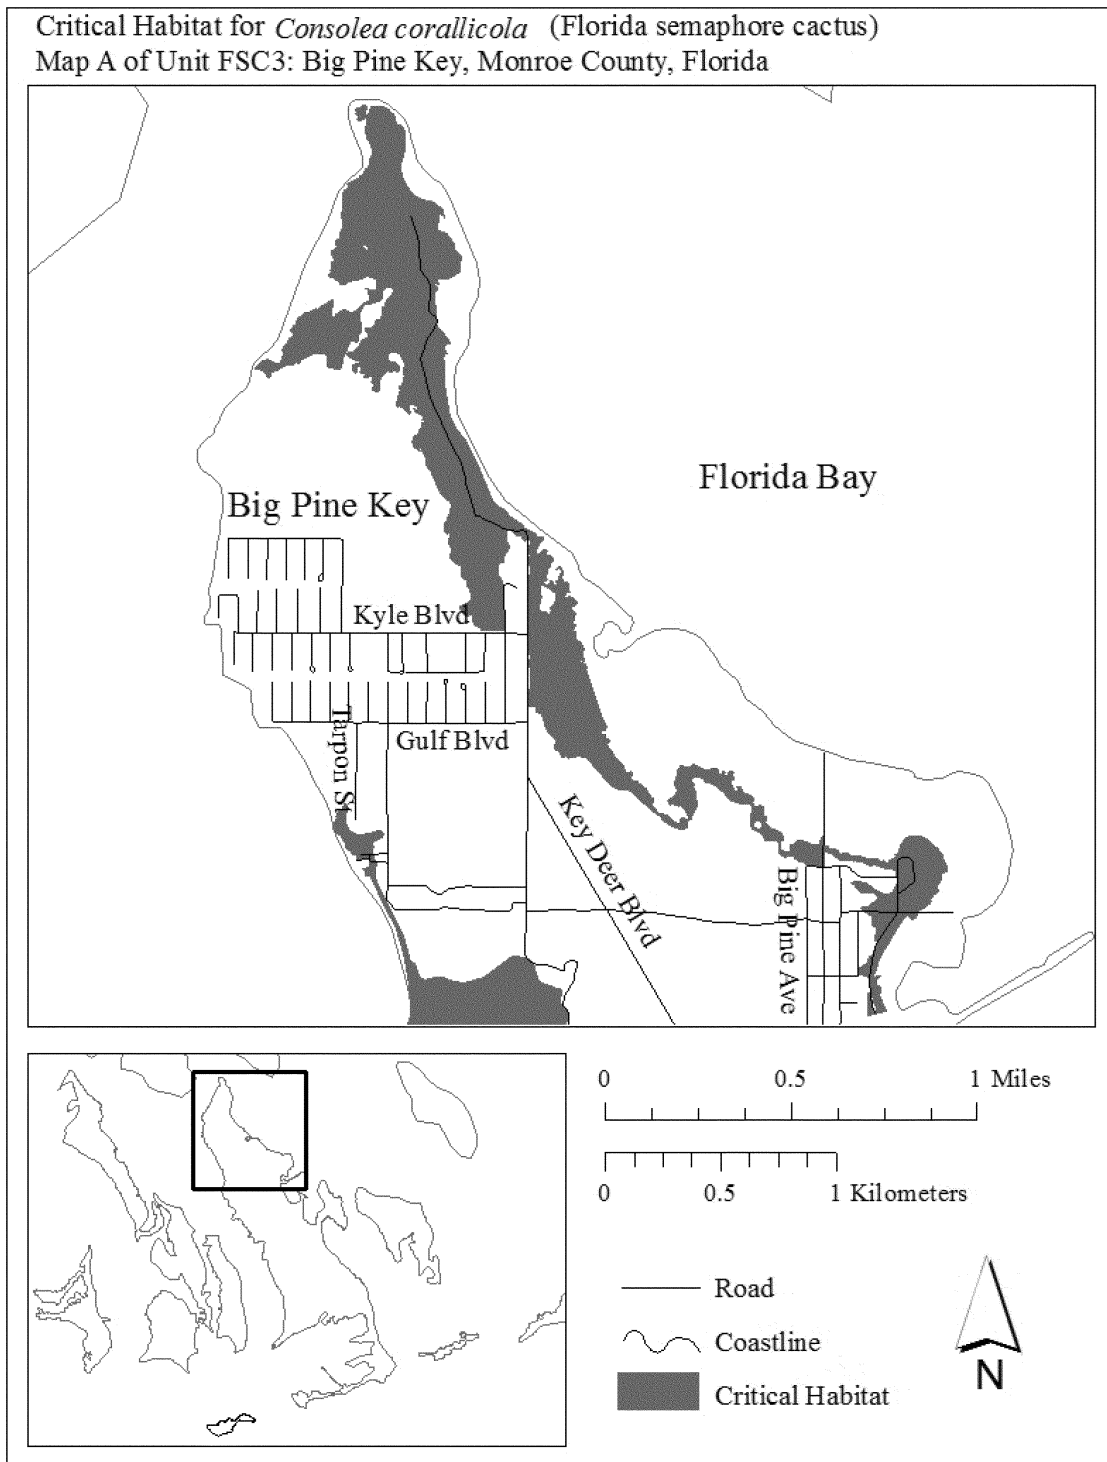 Critical Habitat for Consolea corallicola (Florida semaphore cactus)
Map A of Unit FSC3: Big Pine Key, Monroe County, Florida
Florida Bay
Big Pine Key
Kyle Blvd
Tarpon St
Gulf Blvd
Key Deer Blvd
Big Pine Ave
0 0.5 1 Miles
0 0.5 1 Kilometers
Road
Coastline
Critical Habitat
N